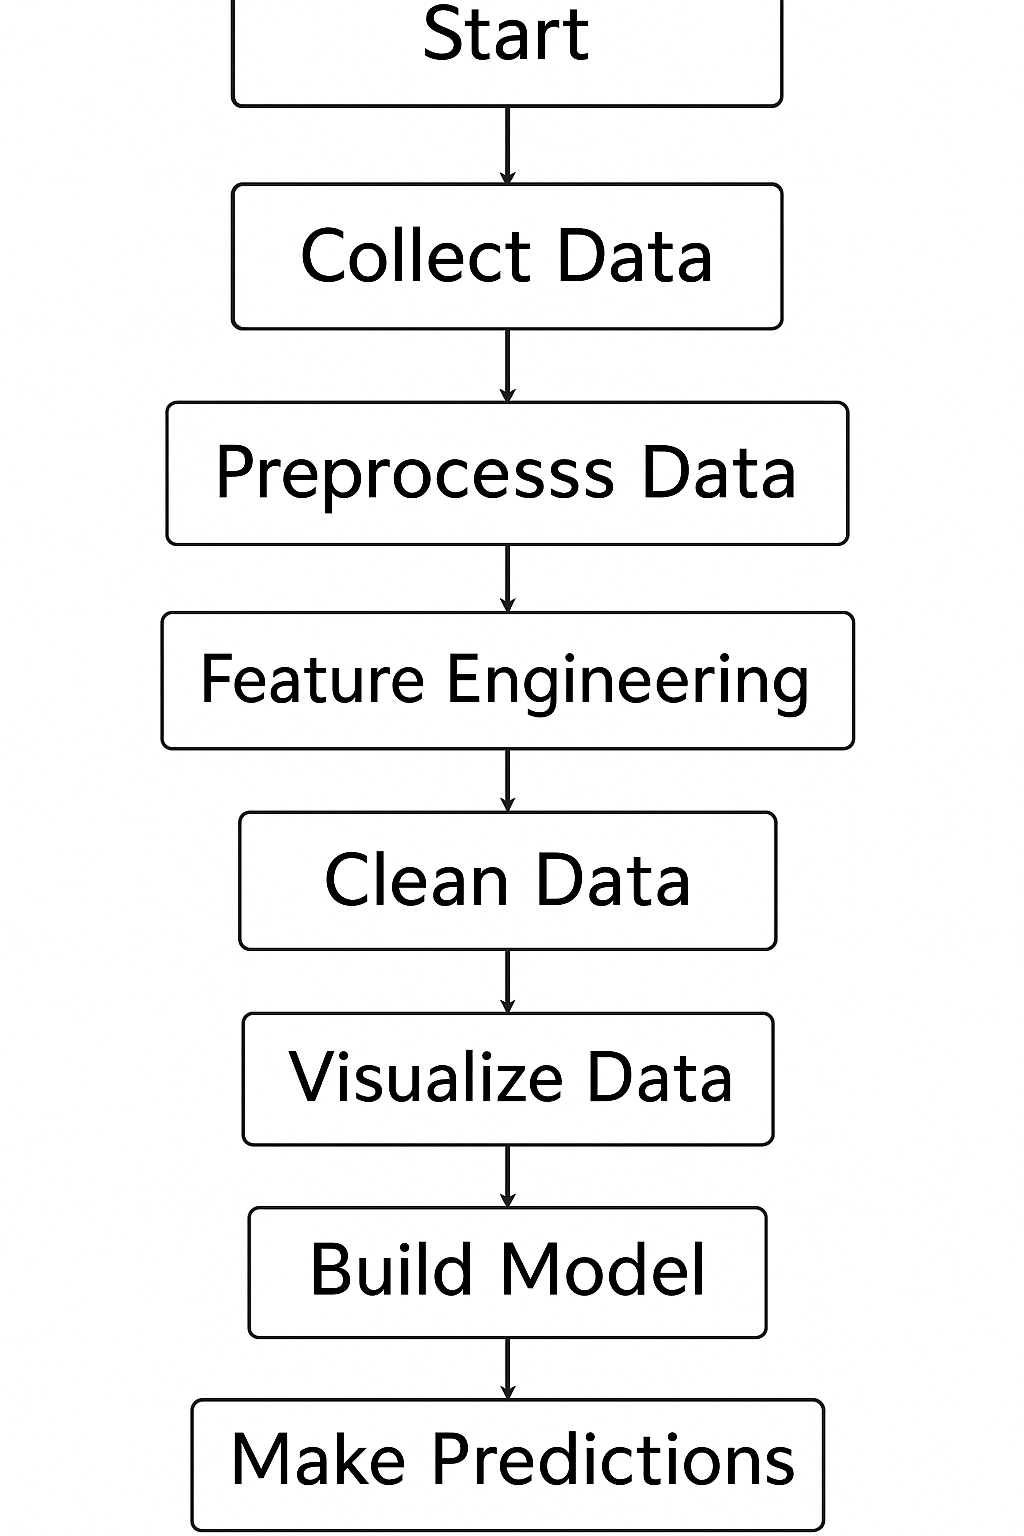 Start
Collect Data
Preprocesss Data
Feature Engineering
Clean Data
Visualize Data
Build Model
Make Predictions